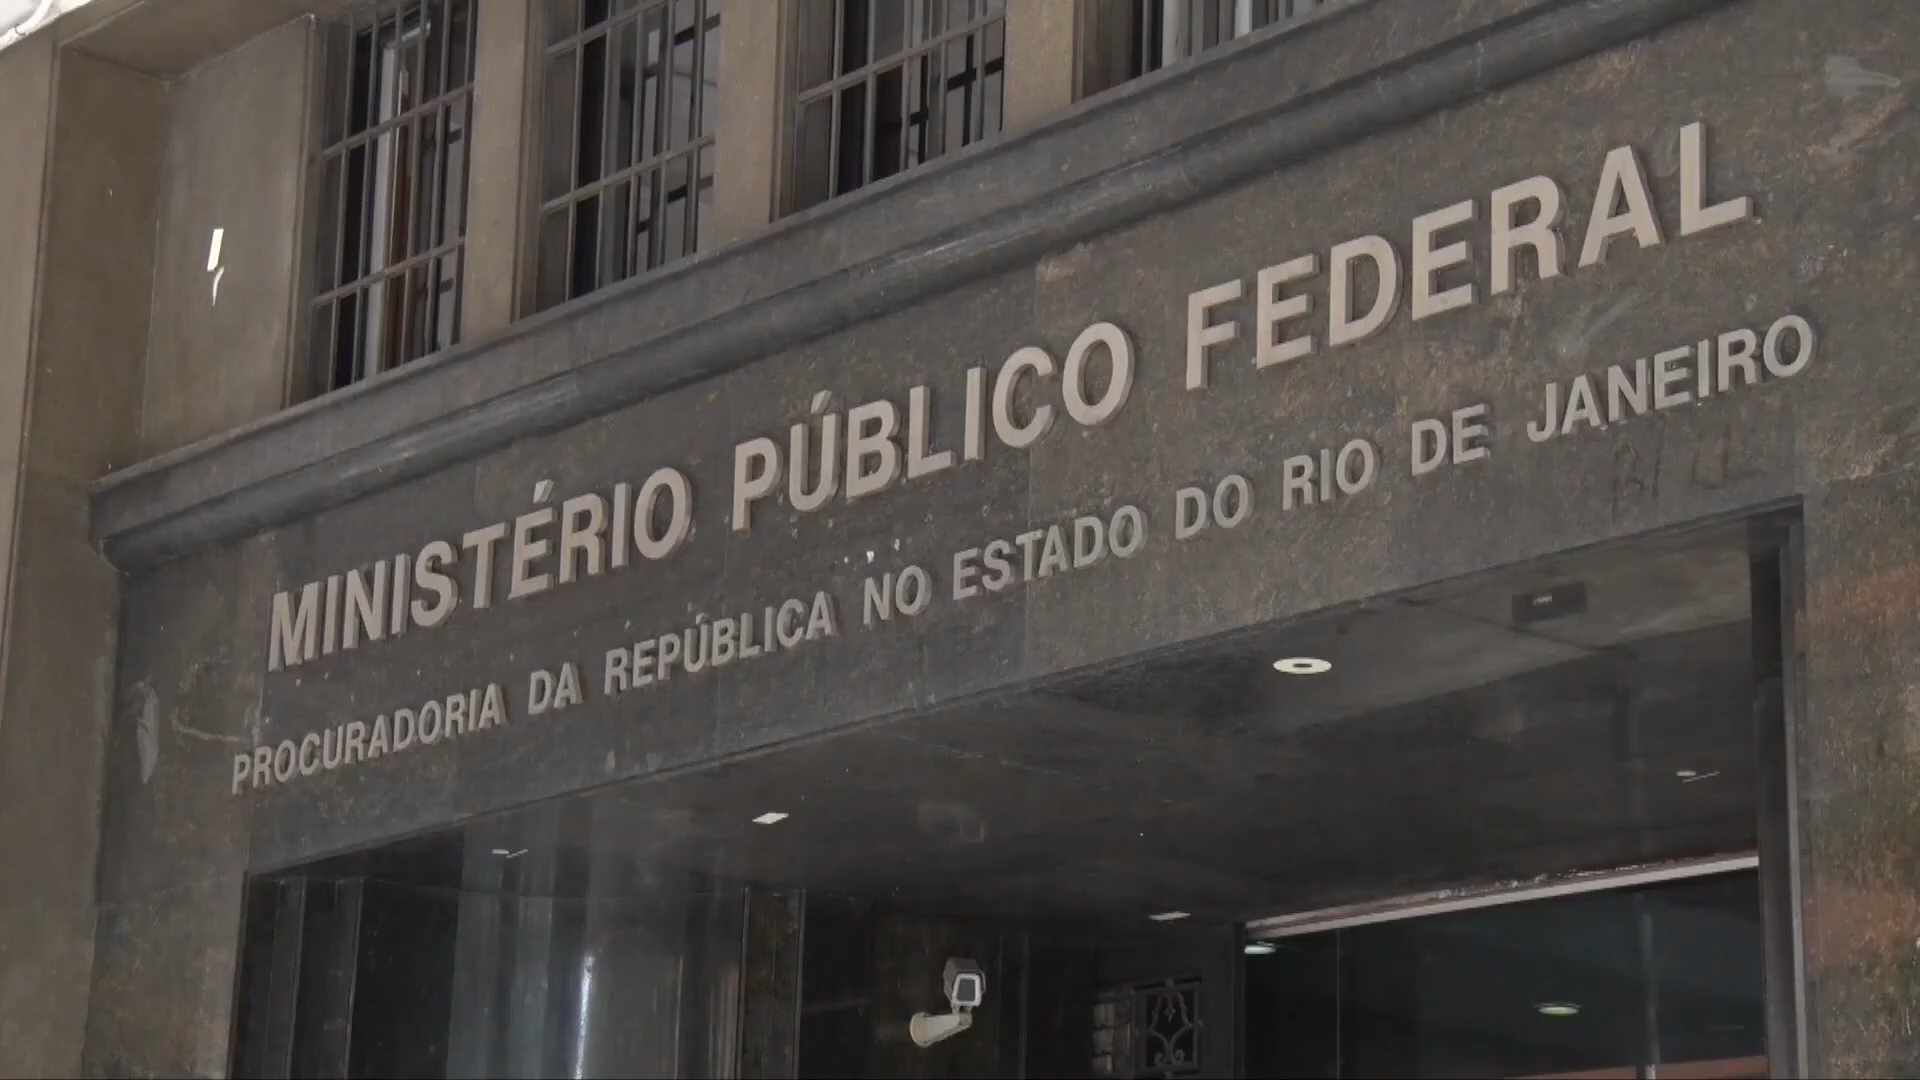 MINISTÉRIO PÚBLICO FEDERAL
PROCURADORIA DA REPÚBLICA NO ESTADO DO RIO DE JANEIRO